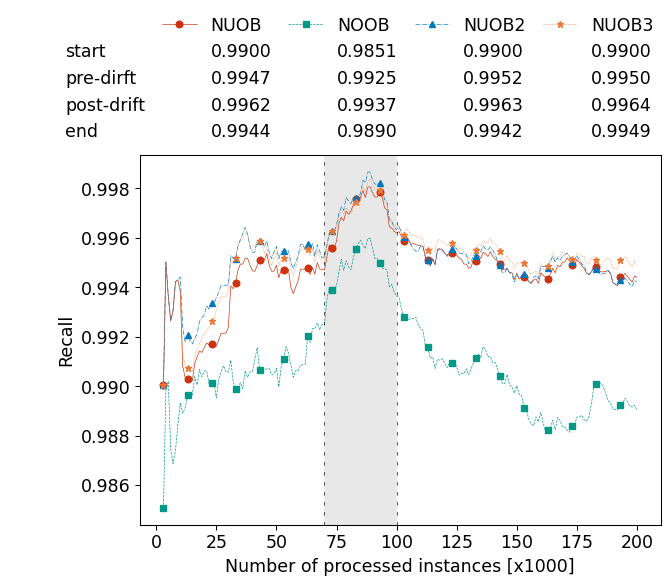 NUOB NOOB NUOB2 NUOB3
start 0.9900 0.9851 0.9900 0.9900
pre-dirft 0.9947 0.9925 0.9952 0.9950
post-drift 0.9962 0.9937 0.9963 0.9964
end 0.9944 0.9890 0.9942 0.9949
0.998
0.996
0.994
0.992
0.990
0.988
0.986
Recall
0 25 50 75 100 125 150 175 200
Number of processed instances [x1000]